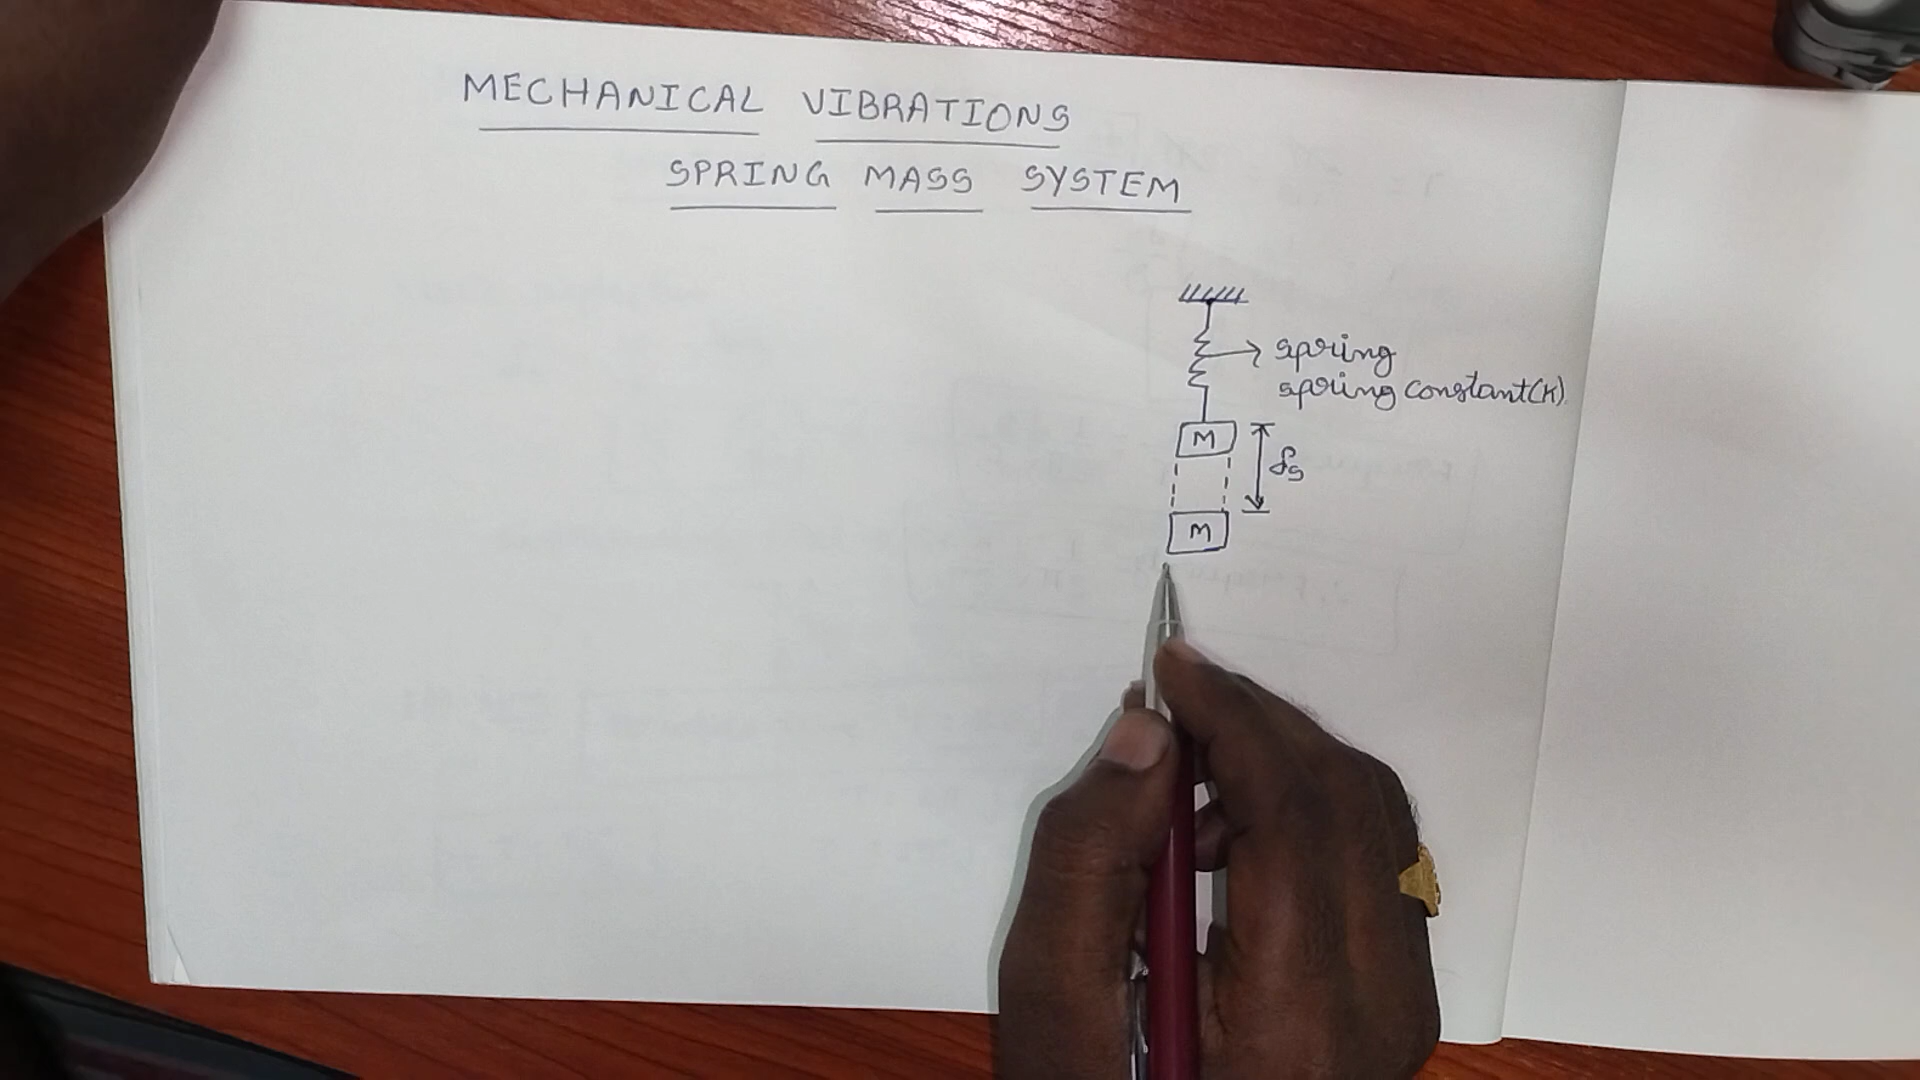 MECHANICAL VIBRATIONS
SPRING MASS SYSTEM
spring
spring constant(K).
M
δs
M